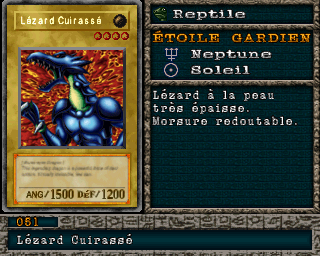 Lézard Cuirassé
ANG/1500 DéF/1200
Reptile
ÉTOILE GARDIEN
Neptune
Soleil
Lézard à la peau
très épaisse.
Morsure redoutable.
051
Lézard Cuirassé